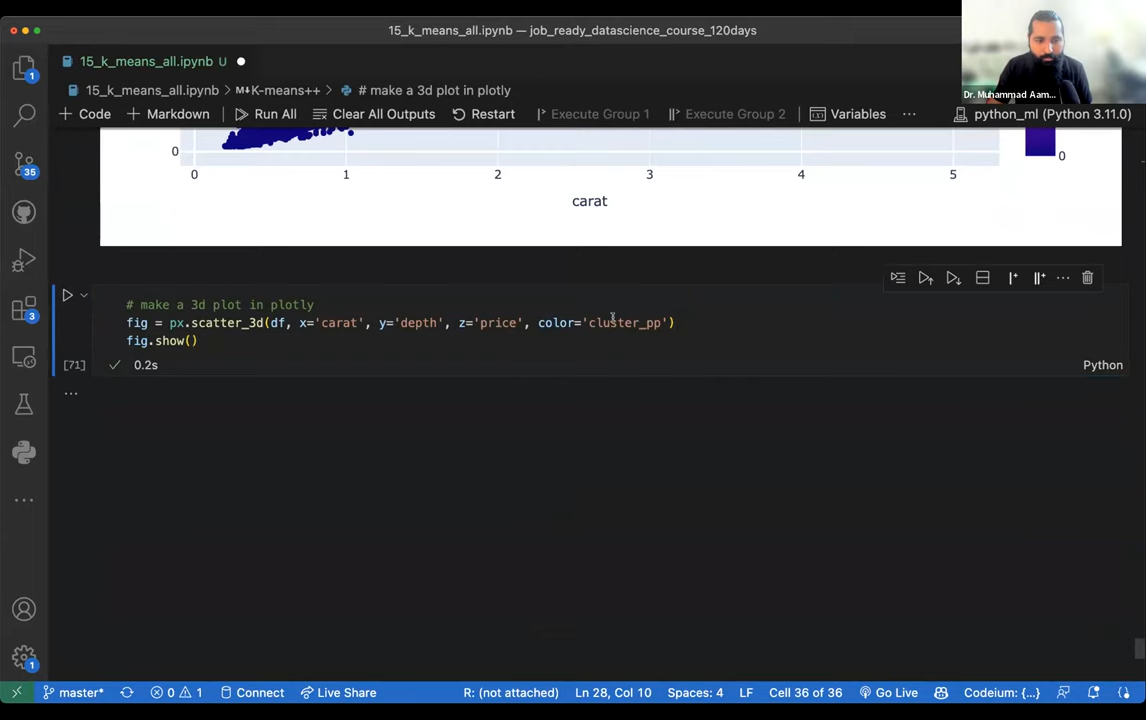 15_k_means_all.ipynb — job_ready_datascience_course_120days
Dr. Muhammad Aam...
15_k_means_all.ipynb U
15_k_means_all.ipynb > M↓K-means++ > # make a 3d plot in plotly
+ Code + Markdown Run All Clear All Outputs Restart Execute Group 1 Execute Group 2 Variables ... python_ml (Python 3.11.0)
0
0
0 1 2 3 4 5
carat
# make a 3d plot in plotly
fig = px.scatter_3d(df, x='carat', y='depth', z='price', color='cluster_pp')
fig.show()
[71] 0.2s Python
...
1
35
3
1
master* 0 1 Connect Live Share R: (not attached) Ln 28, Col 10 Spaces: 4 LF Cell 36 of 36 Go Live Codeium: {...}